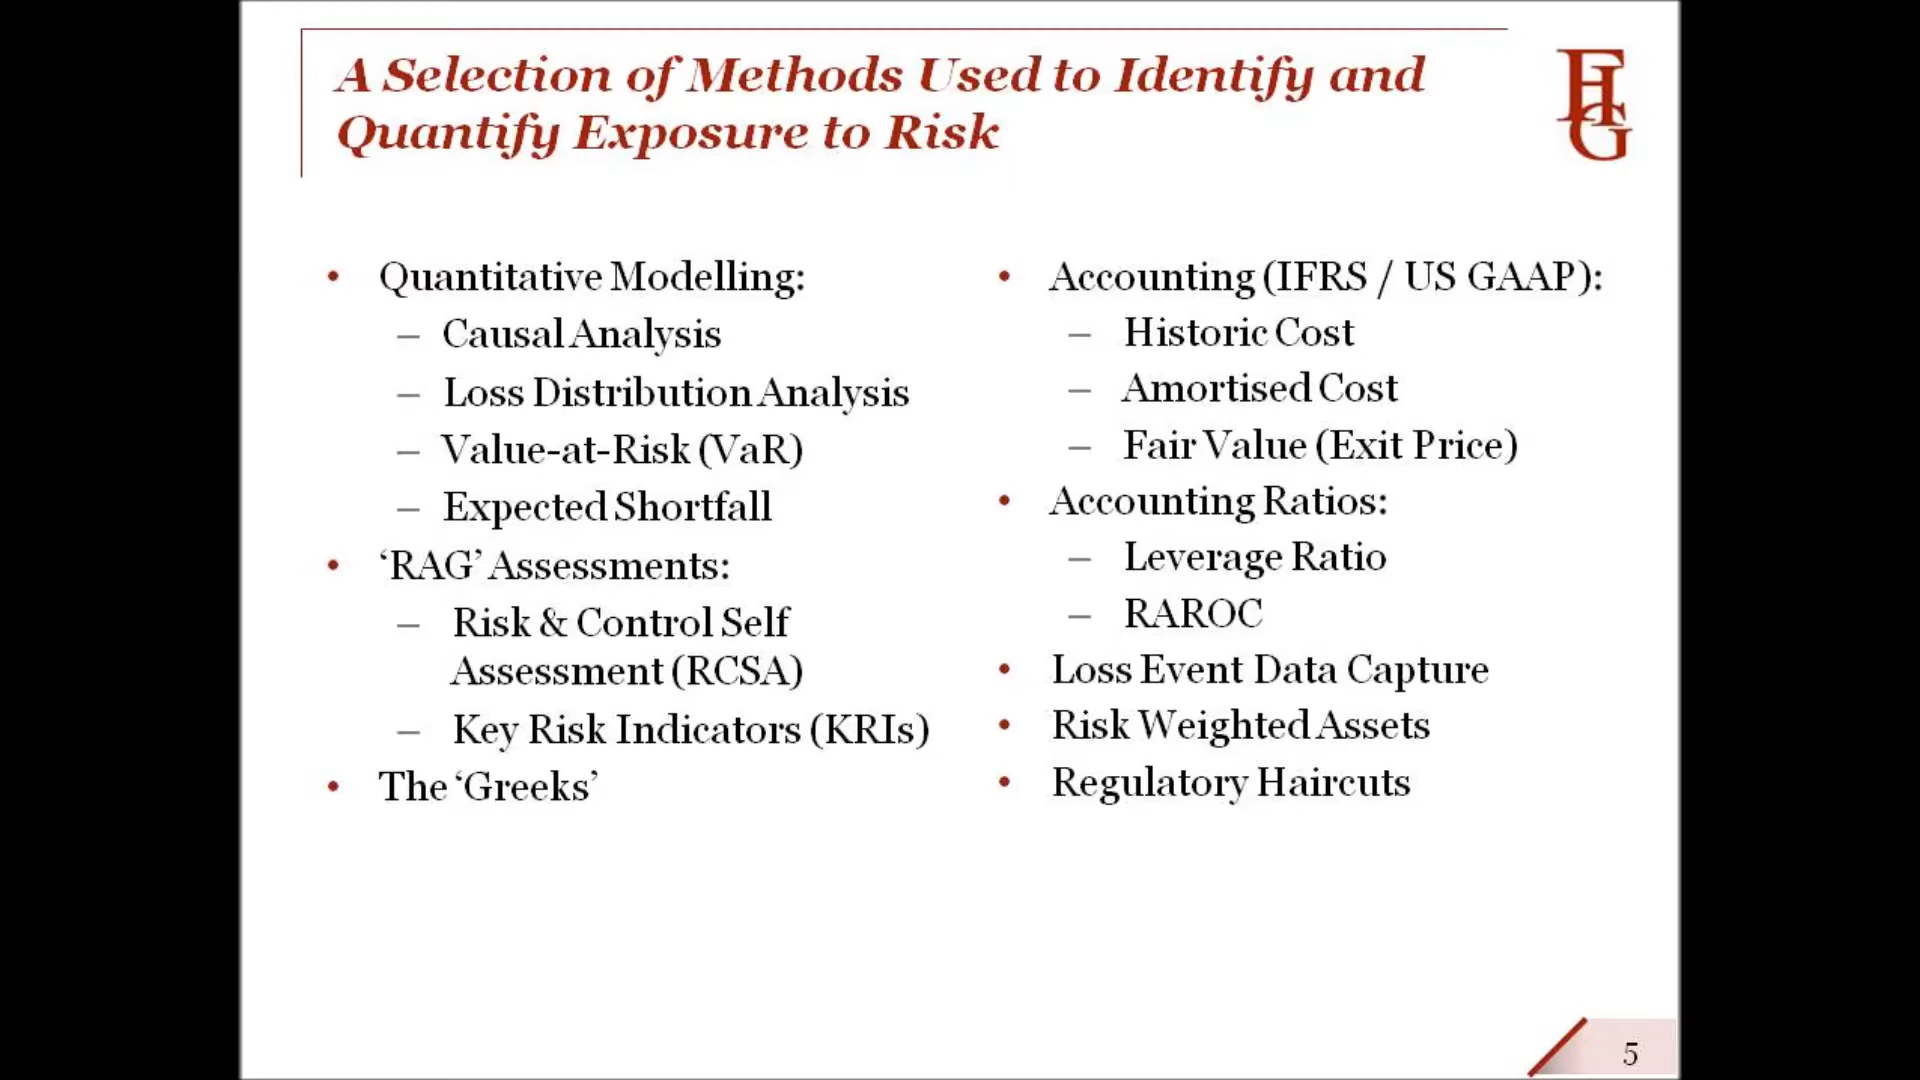 A Selection of Methods Used to Identify and
Quantify Exposure to Risk
FHG
• Quantitative Modelling:
– Causal Analysis
– Loss Distribution Analysis
– Value-at-Risk (VaR)
– Expected Shortfall
• ‘RAG’ Assessments:
– Risk & Control Self
Assessment (RCSA)
– Key Risk Indicators (KRIs)
• The ‘Greeks’
• Accounting (IFRS / US GAAP):
– Historic Cost
– Amortised Cost
– Fair Value (Exit Price)
• Accounting Ratios:
– Leverage Ratio
– RAROC
• Loss Event Data Capture
• Risk Weighted Assets
• Regulatory Haircuts
5